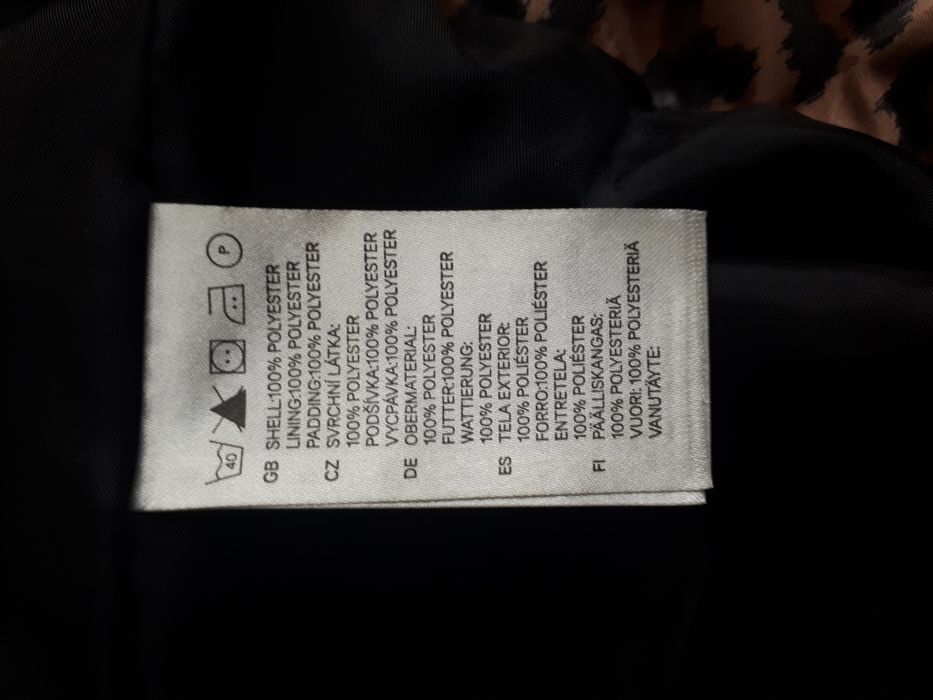 40 P
GB SHELL:100% POLYESTER
LINING:100% POLYESTER
PADDING:100% POLYESTER
CZ SVRCHNÍ LÁTKA:
100% POLYESTER
PODŠÍVKA:100% POLYESTER
VYCPÁVKA:100% POLYESTER
DE OBERMATERIAL:
100% POLYESTER
FUTTER:100% POLYESTER
WATTIERUNG:
100% POLYESTER
ES TELA EXTERIOR:
100% POLIÉSTER
FORRO:100% POLIÉSTER
ENTRETELA:
100% POLIÉSTER
FI PÄÄLLISKANGAS:
100% POLYESTERIÄ
VUORI: 100% POLYESTERIÄ
VANUTÄYTE: